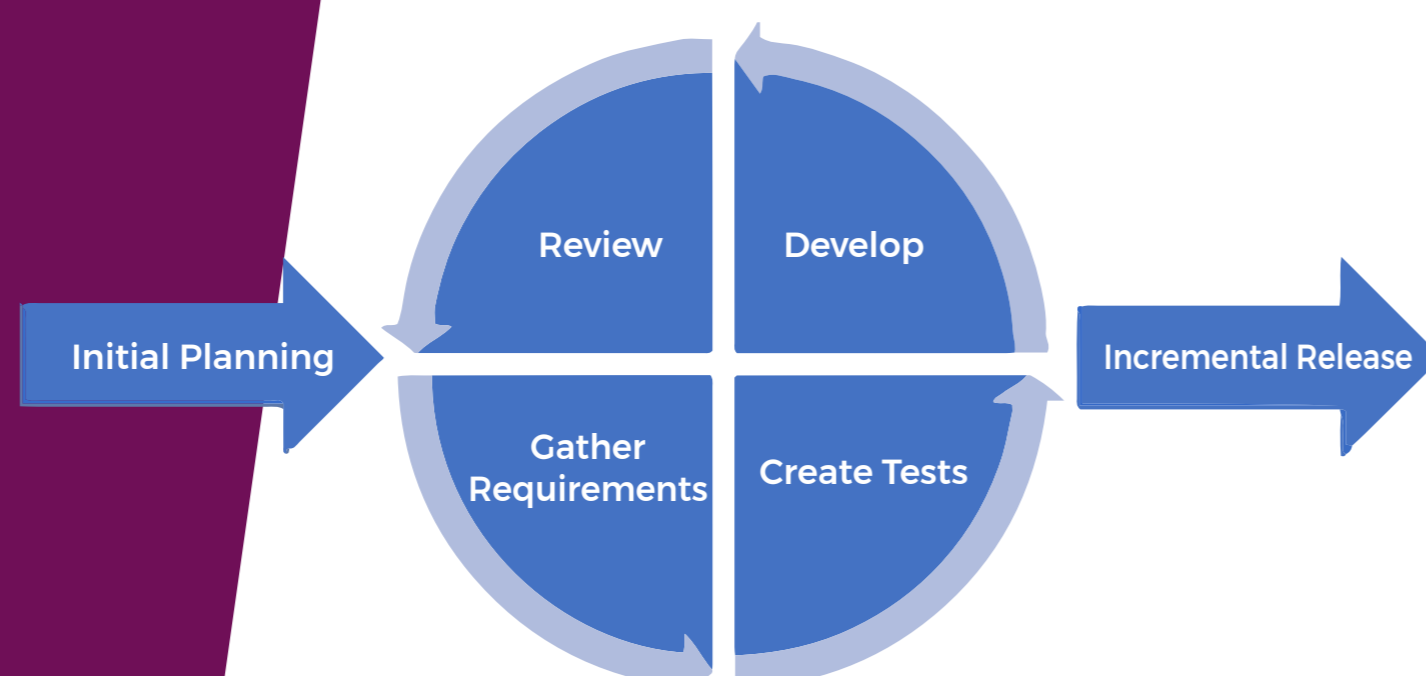 Review
Develop
Initial Planning
Incremental Release
Gather
Requirements
Create Tests